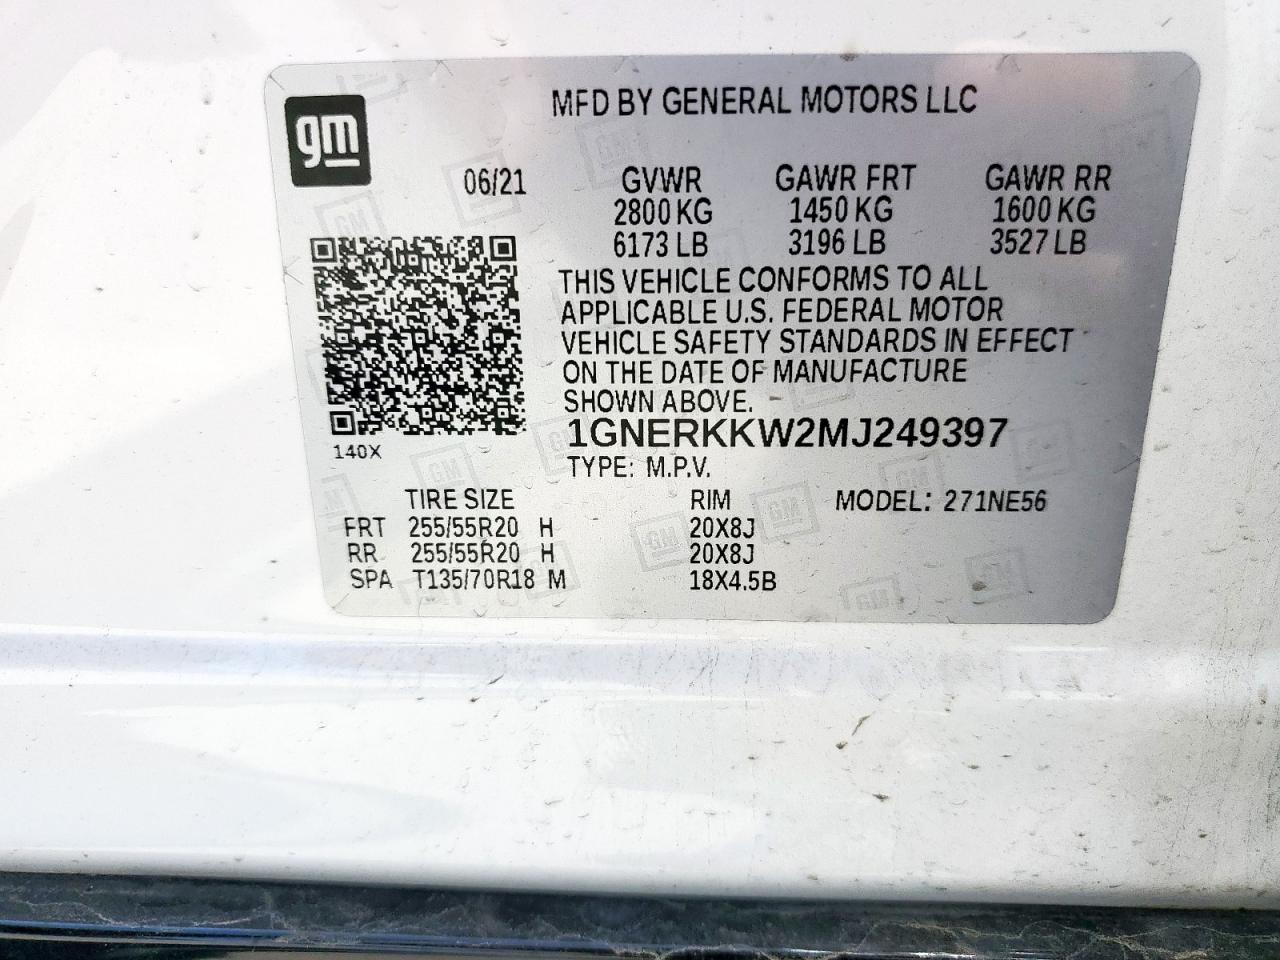 MFD BY GENERAL MOTORS LLC
gm
06/21 GVWR GAWR FRT GAWR RR
2800 KG 1450 KG 1600 KG
6173 LB 3196 LB 3527 LB
THIS VEHICLE CONFORMS TO ALL
APPLICABLE U.S. FEDERAL MOTOR
VEHICLE SAFETY STANDARDS IN EFFECT
ON THE DATE OF MANUFACTURE
SHOWN ABOVE.
1GNERKKW2MJ249397
140X
TYPE: M.P.V.
TIRE SIZE RIM MODEL: 271NE56
FRT 255/55R20 H 20X8J
RR 255/55R20 H 20X8J
SPA T135/70R18 M 18X4.5B